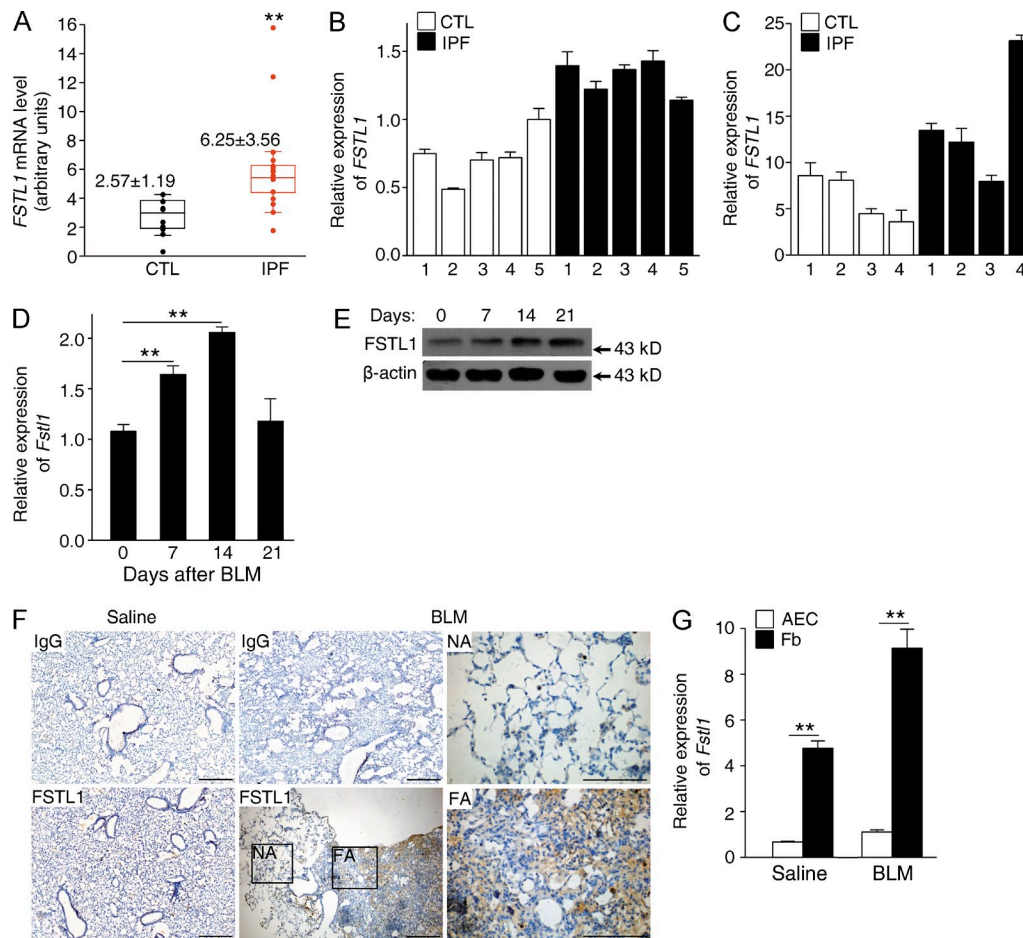 A
FSTL1 mRNA level
(arbitrary units)
16
14
12
10
8
6
4
2
0
**
6.25±3.56
2.57±1.19
CTL
IPF
B
CTL
IPF
Relative expression
of FSTL1
1.5
1.0
0.5
0.0
1 2 3 4 5 1 2 3 4 5
C
CTL
IPF
Relative expression
of FSTL1
25
20
15
10
5
0
1 2 3 4 1 2 3 4
D
Relative expression
of Fstl1
2.0
1.5
1.0
0.5
0.0
**
**
0 7 14 21
Days after BLM
E
Days: 0 7 14 21
FSTL1
43 kD
β-actin
43 kD
F
Saline
BLM
IgG
IgG
NA
FSTL1
FSTL1
NA
FA
FA
G
AEC
Fb
Relative expression
of Fstl1
10
8
6
4
2
0
**
**
Saline
BLM